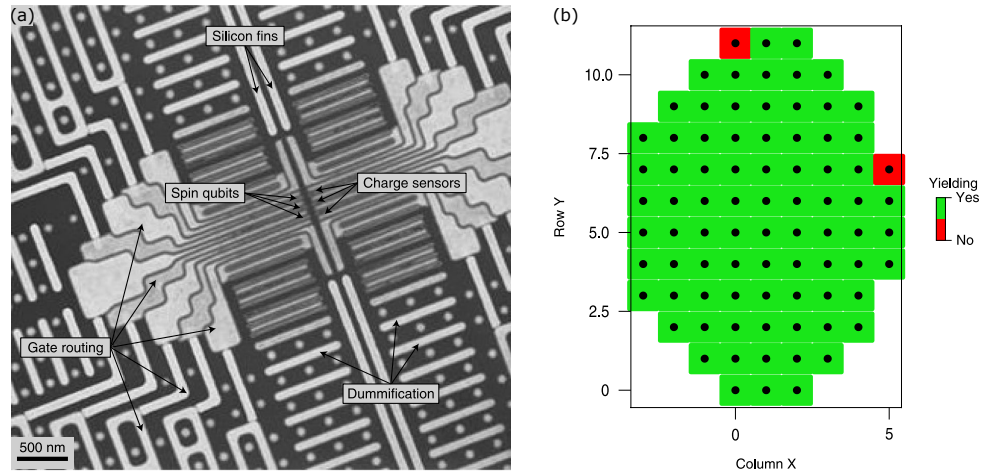 (a)
Silicon fins
Spin qubits
Charge sensors
Gate routing
Dummification
500 nm
(b)
10.0
7.5
5.0
2.5
0
Row Y
0
5
Column X
Yielding
Yes
No